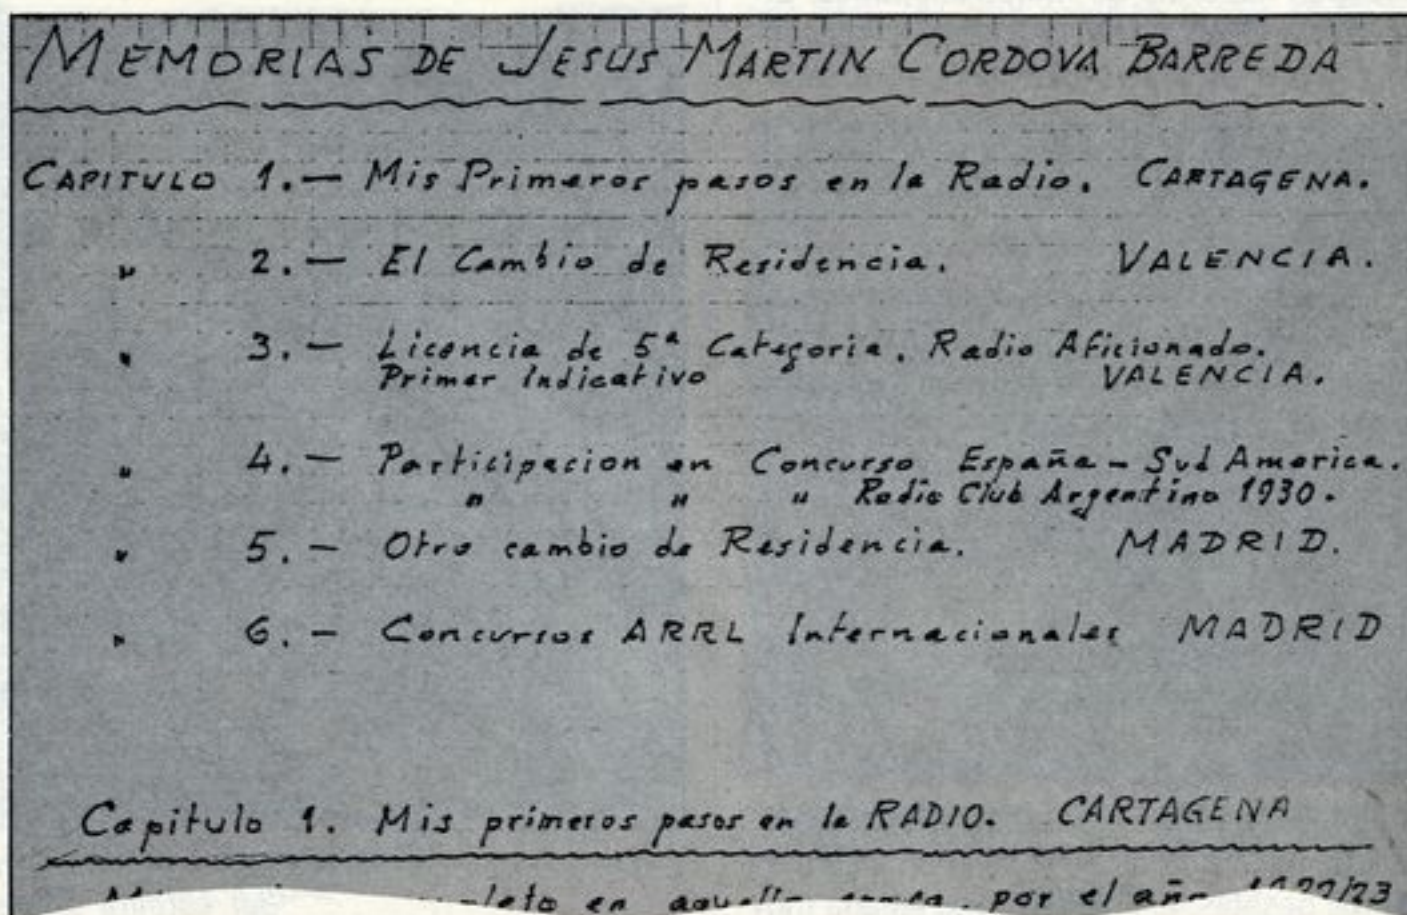 MEMORIAS DE JESUS MARTIN CORDOVA BARREDA
CAPITULO 1.— Mis Primeros pasos en la Radio. CARTAGENA.
" 2.— El Cambio de Residencia. VALENCIA.
" 3.— Licencia de 5ª Categoria. Radio Aficionado.
Primer Indicativo VALENCIA.
" 4.— Participacion en Concurso España - Sud America.
" " " Radio Club Argentino 1930.
" 5.— Otro cambio de Residencia. MADRID.
" 6.— Concursos ARRL Internacionales MADRID
Capitulo 1. Mis primeros pasos en la RADIO. CARTAGENA
en por el año